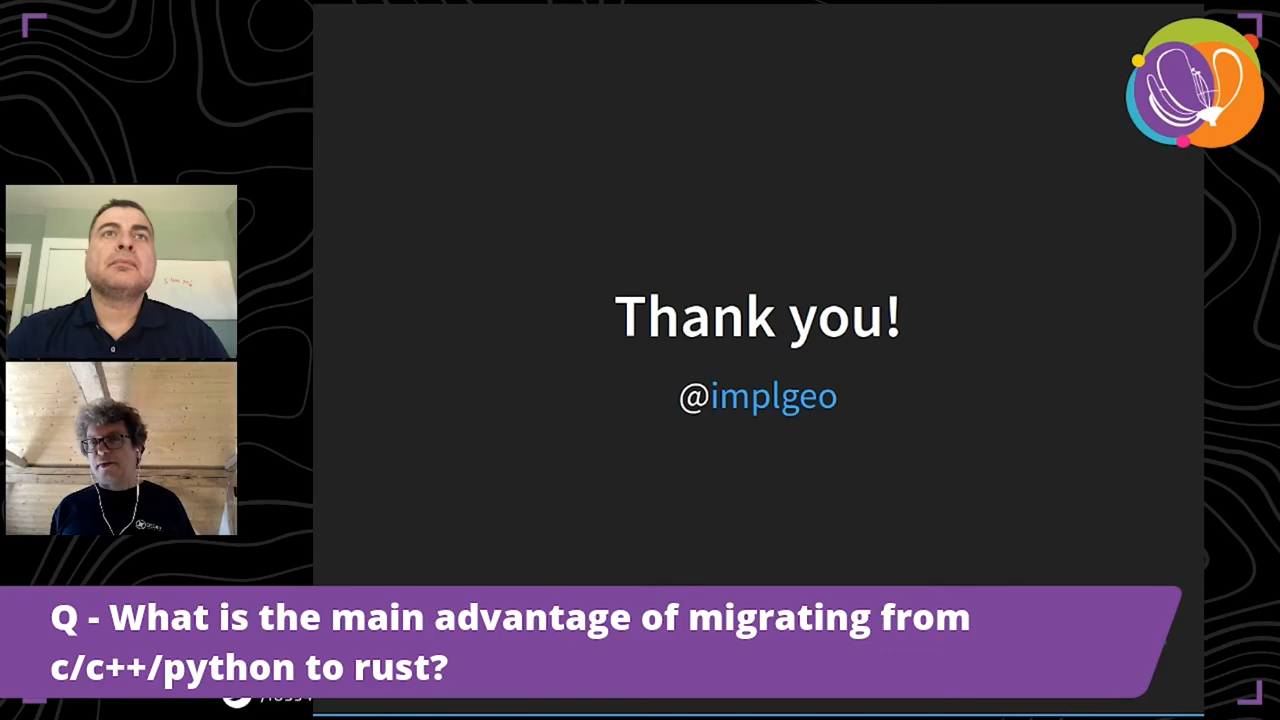 Thank you!
@implgeo
Q - What is the main advantage of migrating from
c/c++/python to rust?